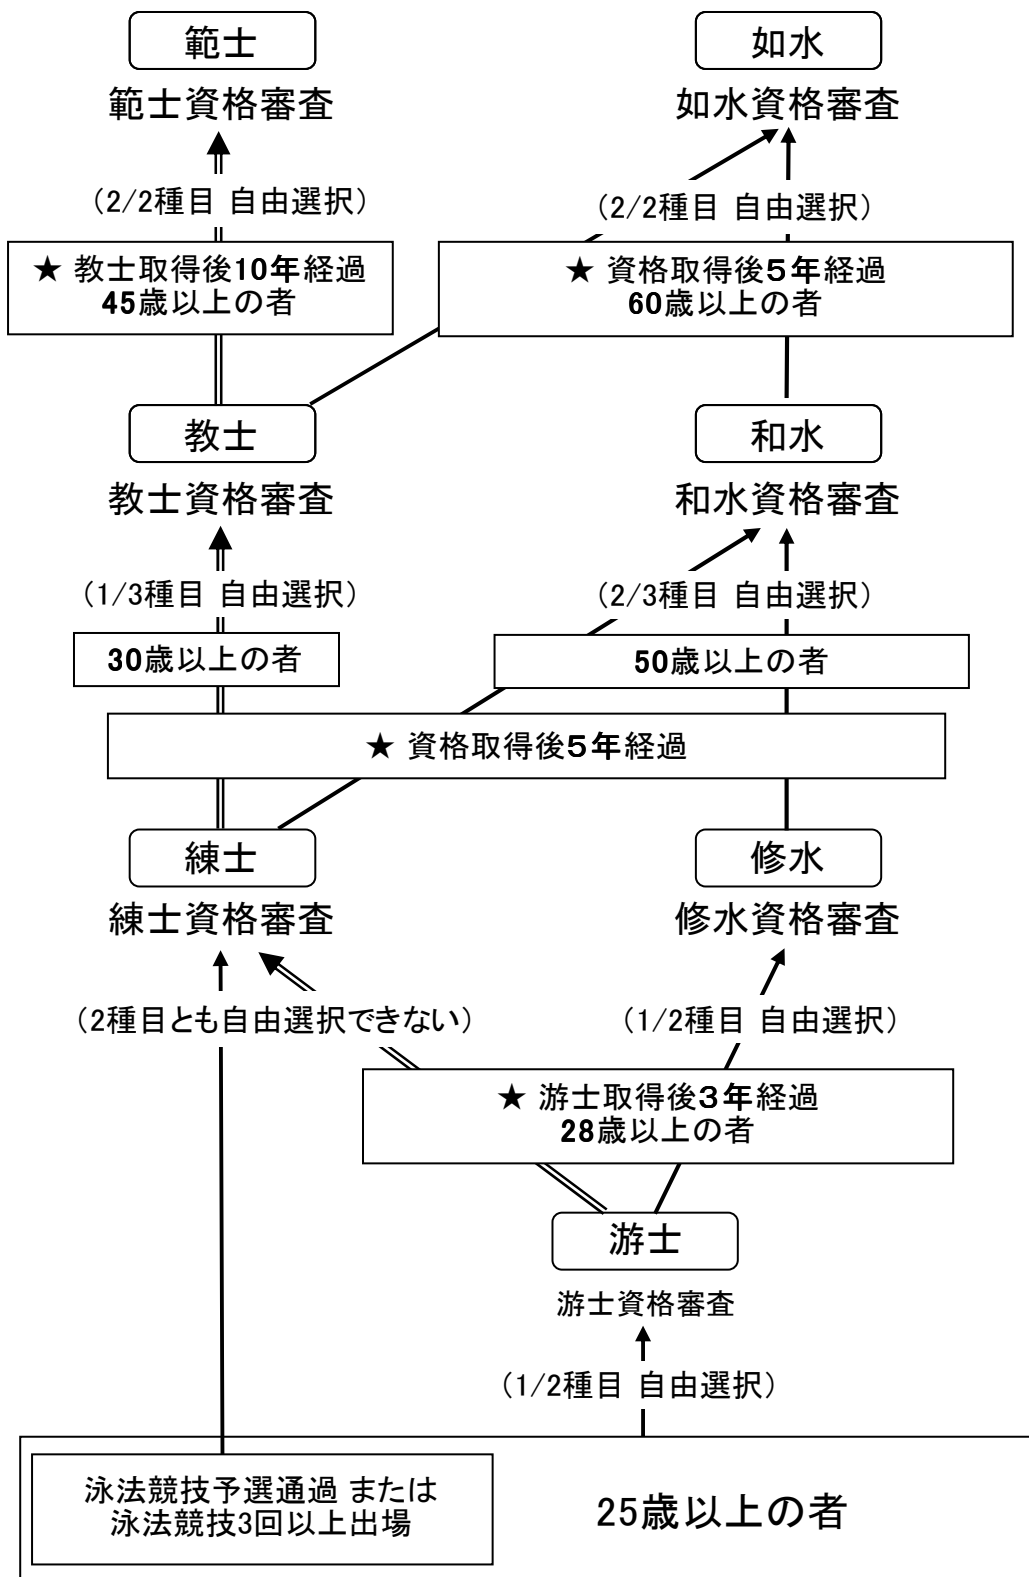 範士
範士資格審査
(2/2種目 自由選択)
★ 教士取得後10年経過
45歳以上の者
如水
如水資格審査
(2/2種目 自由選択)
★ 資格取得後5年経過
60歳以上の者
教士
教士資格審査
(1/3種目 自由選択)
30歳以上の者
和水
和水資格審査
(2/3種目 自由選択)
50歳以上の者
★ 資格取得後5年経過
練士
練士資格審査
(2種目とも自由選択できない)
修水
修水資格審査
(1/2種目 自由選択)
★ 游士取得後3年経過
28歳以上の者
游士
游士資格審査
(1/2種目 自由選択)
泳法競技予選通過 または
泳法競技3回以上出場
25歳以上の者